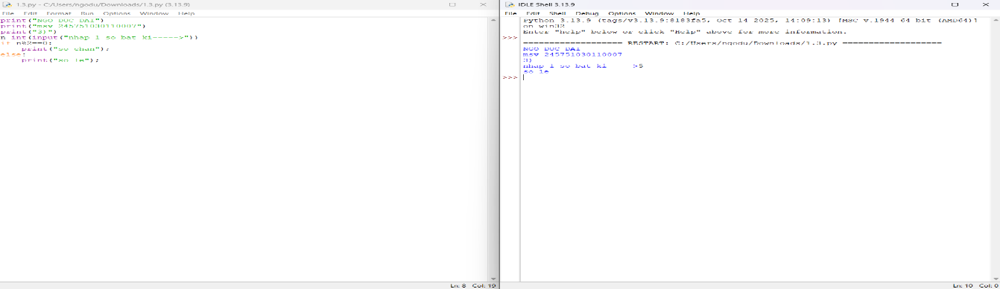 1.3.py - C:/Users/ngodu/Downloads/1.3.py (3.13.9)
File Edit Format Run Options Window Help
print("NGO DUC DAI")
print("msv 245751030110007")
print("3)")
n int(input("nhap 1 so bat ki----->"))
if n%2==0:
    print("so chan");
else:
    print("so le");
Ln: 8 Col: 19
IDLE Shell 3.13.9
File Edit Shell Debug Options Window Help
Python 3.13.9 (tags/v3.13.9:8183fa5, Oct 14 2025, 14:09:13) [MSC v.1944 64 bit (AMD64)]
on win32
Enter "help" below or click "Help" above for more information.
>>>
=================== RESTART: C:/Users/ngodu/Downloads/1.3.py ===================
NGO DUC DAI
msv 245751030110007
3)
nhap 1 so bat ki     >5
so le
>>>
Ln: 10 Col: 0